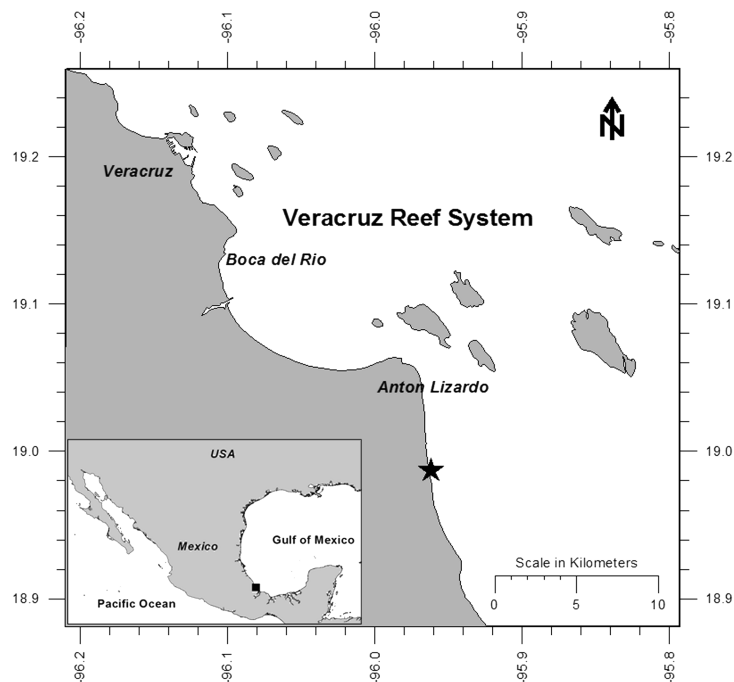 -96.2
-96.1
-96.0
-95.9
-95.8
N
19.2
19.2
Veracruz
Veracruz Reef System
Boca del Rio
19.1
19.1
Anton Lizardo
19.0
19.0
USA
Mexico
Gulf of Mexico
Pacific Ocean
Scale in Kilometers
0
5
10
18.9
18.9
-96.2
-96.1
-96.0
-95.9
-95.8